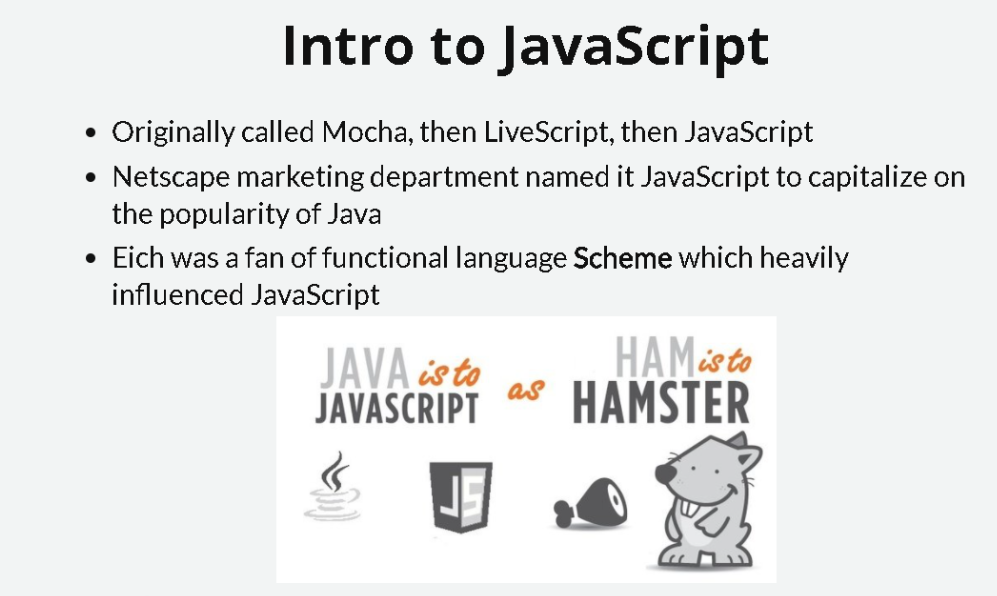 Intro to JavaScript
• Originally called Mocha, then LiveScript, then JavaScript
• Netscape marketing department named it JavaScript to capitalize on
the popularity of Java
• Eich was a fan of functional language Scheme which heavily
influenced JavaScript
JAVA is to
JAVASCRIPT
as
HAM is to
HAMSTER
JS